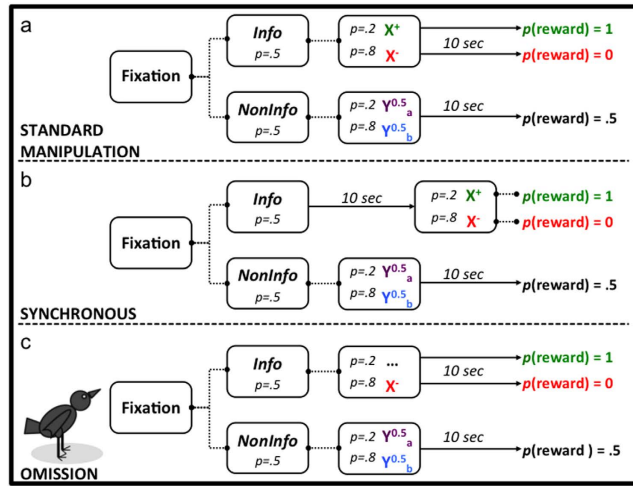 a
Fixation
Info
p=.5
p=.2 X⁺
p=.8 X⁻
10 sec
p(reward) = 1
p(reward) = 0
NonInfo
p=.5
p=.2 Y⁰·⁵ₐ
p=.8 Y⁰·⁵b
10 sec
p(reward) = .5
STANDARD
MANIPULATION
b
Fixation
Info
p=.5
10 sec
p=.2 X⁺
p=.8 X⁻
p(reward) = 1
p(reward) = 0
NonInfo
p=.5
p=.2 Y⁰·⁵ₐ
p=.8 Y⁰·⁵b
10 sec
p(reward) = .5
SYNCHRONOUS
c
Fixation
Info
p=.5
p=.2 ...
p=.8 X⁻
10 sec
p(reward) = 1
p(reward) = 0
NonInfo
p=.5
p=.2 Y⁰·⁵ₐ
p=.8 Y⁰·⁵b
10 sec
p(reward ) = .5
OMISSION